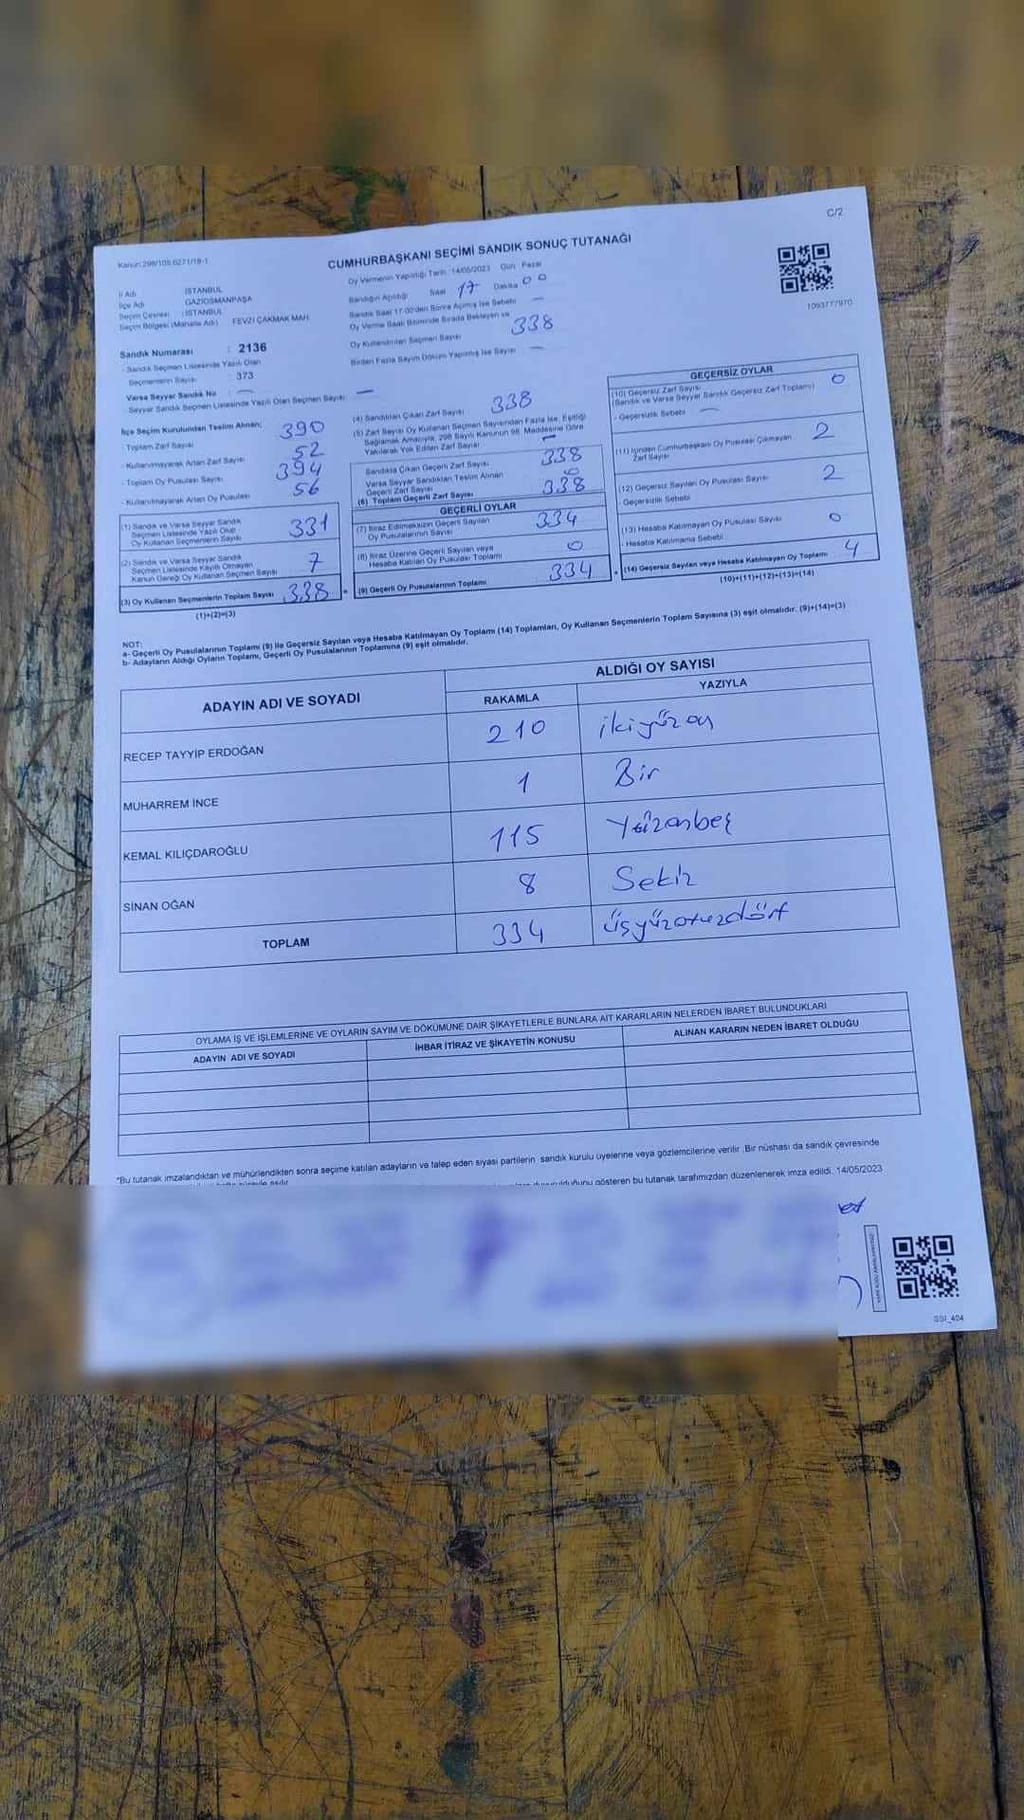 C/2
Kanun: 298/105 6271/18-1
CUMHURBAŞKANI SEÇİMİ SANDIK SONUÇ TUTANAĞI
Oy Vermenin Yapıldığı Tarih: 14/05/2023 Gün: Pazar
İl Adı : İSTANBUL
İlçe Adı : GAZİOSMANPAŞA
Seçim Çevresi : İSTANBUL
Seçim Bölgesi (Mahalle Adı) : FEVZİ ÇAKMAK MAH.
Sandığın Açıldığı Saat 17 Dakika 00
Sandık Saat 17:00'den Sonra Açılmış İse Sebebi —
Oy Verme Saati Bitiminde Sırada Bekleyen ve
Oy Kullandırılan Seçmen Sayısı 338
Birden Fazla Sayım Döküm Yapılmış İse Sayısı —
1093777970
Sandık Numarası : 2136
- Sandık Seçmen Listesinde Yazılı Olan
Seçmenlerin Sayısı : 373
Varsa Seyyar Sandık No : —
Seyyar Sandık Seçmen Listesinde Yazılı Olan Seçmen Sayısı —
İlçe Seçim Kurulundan Teslim Alınan;
- Toplam Zarf Sayısı 390
- Kullanılmayarak Artan Zarf Sayısı 52
- Toplam Oy Pusulası Sayısı 394
- Kullanılmayarak Artan Oy Pusulası 56
(1) Sandık ve Varsa Seyyar Sandık
Seçmen Listesinde Yazılı Olup
Oy Kullanan Seçmenlerin Sayısı 331
(2) Sandık ve Varsa Seyyar Sandık
Seçmen Listesinde Kayıtlı Olmayan
Kanun Gereği Oy Kullanan Seçmen Sayısı 7
(3) Oy Kullanan Seçmenlerin Toplam Sayısı 338
(1)+(2)=(3)
(4) Sandıktan Çıkan Zarf Sayısı 338
(5) Zarf Sayısı Oy Kullanan Seçmen Sayısından Fazla İse, Eşitliği
Sağlamak Amacıyla, 298 Sayılı Kanunun 98. Maddesine Göre
Yakılarak Yok Edilen Zarf Sayısı —
Sandıkta Çıkan Geçerli Zarf Sayısı 338
Varsa Seyyar Sandıktan Teslim Alınan
Geçerli Zarf Sayısı 0
(6) Toplam Geçerli Zarf Sayısı 338
GEÇERLİ OYLAR
(7) İtiraz Edilmeksizin Geçerli Sayılan
Oy Pusulalarının Sayısı 334
(8) İtiraz Üzerine Geçerli Sayılan veya
Hesaba Katılan Oy Pusulası Toplamı 0
(9) Geçerli Oy Pusulalarının Toplamı 334
GEÇERSİZ OYLAR
(10) Geçersiz Zarf Sayısı 0
(Sandık ve Varsa Seyyar Sandık Geçersiz Zarf Toplamı)
- Geçersizlik Sebebi —
(11) İçinden Cumhurbaşkanı Oy Pusulası Çıkmayan
Zarf Sayısı 2
(12) Geçersiz Sayılan Oy Pusulası Sayısı 2
- Geçersizlik Sebebi
(13) Hesaba Katılmayan Oy Pusulası Sayısı 0
- Hesaba Katılmama Sebebi
(14) Geçersiz Sayılan veya Hesaba Katılmayan Oy Toplamı 4
(10)+(11)+(12)+(13)=(14)
NOT:
a- Geçerli Oy Pusulalarının Toplamı (9) ile Geçersiz Sayılan veya Hesaba Katılmayan Oy Toplamı (14) Toplamları, Oy Kullanan Seçmenlerin Toplam Sayısına (3) eşit olmalıdır. (9)+(14)=(3)
b- Adayların Aldığı Oyların Toplamı, Geçerli Oy Pusulalarının Toplamına (9) eşit olmalıdır.
ADAYIN ADI VE SOYADI
ALDIĞI OY SAYISI
RAKAMLA YAZIYLA
RECEP TAYYİP ERDOĞAN 210 ikiyüzon
MUHARREM İNCE 1 Bir
KEMAL KILIÇDAROĞLU 115 Yüzonbeş
SİNAN OĞAN 8 Sekiz
TOPLAM 334 üçyüzotuzdört
OYLAMA İŞ VE İŞLEMLERİNE VE OYLARIN SAYIM VE DÖKÜMÜNE DAİR ŞİKAYETLERLE BUNLARA AİT KARARLARIN NELERDEN İBARET BULUNDUKLARI
ADAYIN ADI VE SOYADI İHBAR İTİRAZ VE ŞİKAYETİN KONUSU ALINAN KARARIN NEDEN İBARET OLDUĞU
*Bu tutanak imzalandıktan ve mühürlendikten sonra seçime katılan adayların ve talep eden siyasi partilerin sandık kurulu üyelerine veya gözlemcilerine verilir. Bir nüshası da sandık çevresinde
gösteren bu tutanak tarafımızdan düzenlenerek imza edildi. 14/05/2023
SSI_404